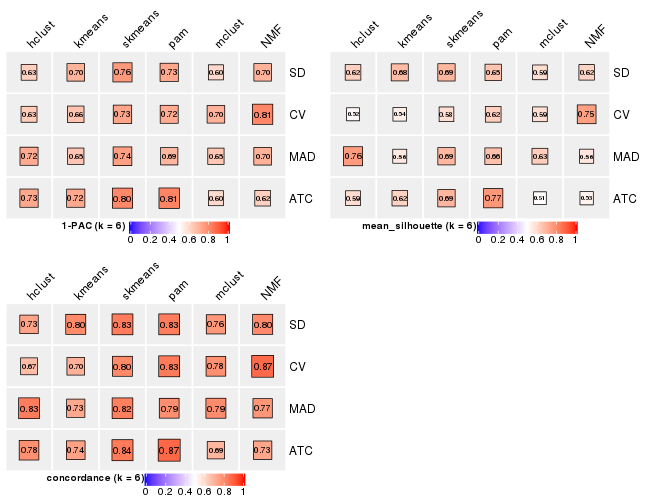 hclust kmeans skmeans pam mclust NMF
0.63 0.70 0.76 0.73 0.60 0.70 SD
0.63 0.66 0.73 0.72 0.70 0.81 CV
0.72 0.65 0.74 0.69 0.65 0.70 MAD
0.73 0.72 0.80 0.81 0.60 0.62 ATC
1-PAC (k = 6)
0 0.2 0.4 0.6 0.8 1
hclust kmeans skmeans pam mclust NMF
0.62 0.68 0.69 0.65 0.59 0.62 SD
0.54 0.58 0.62 0.59 0.75 CV
0.76 0.56 0.69 0.66 0.63 0.56 MAD
0.59 0.62 0.69 0.77 0.51 0.53 ATC
mean_silhouette (k = 6)
0 0.2 0.4 0.6 0.8 1
hclust kmeans skmeans pam mclust NMF
0.73 0.80 0.83 0.83 0.76 0.80 SD
0.67 0.70 0.80 0.83 0.78 0.87 CV
0.83 0.73 0.82 0.79 0.79 0.77 MAD
0.78 0.74 0.84 0.87 0.69 0.73 ATC
concordance (k = 6)
0 0.2 0.4 0.6 0.8 1